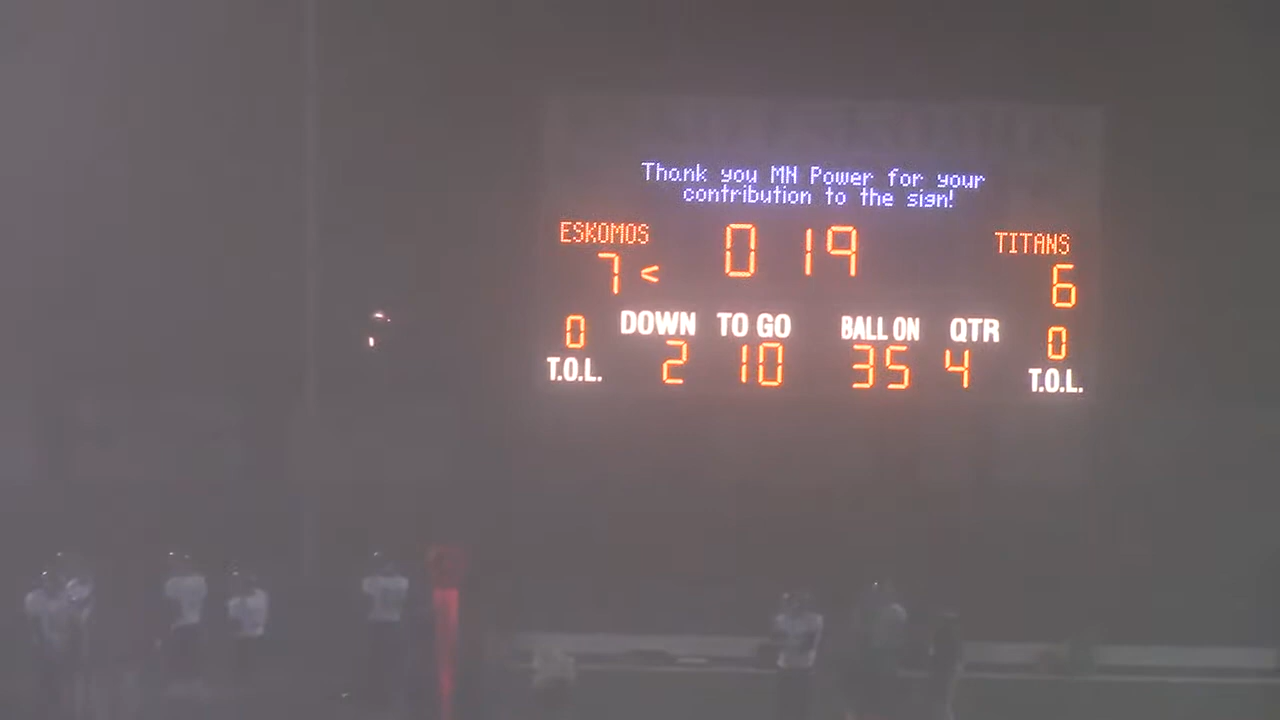 Thank you MN Power for your
contribution to the sign!
ESKOMOS 0 19 TITANS
7 < 6
DOWN TO GO BALL ON QTR
0 2 10 35 4 0
T.O.L. T.O.L.